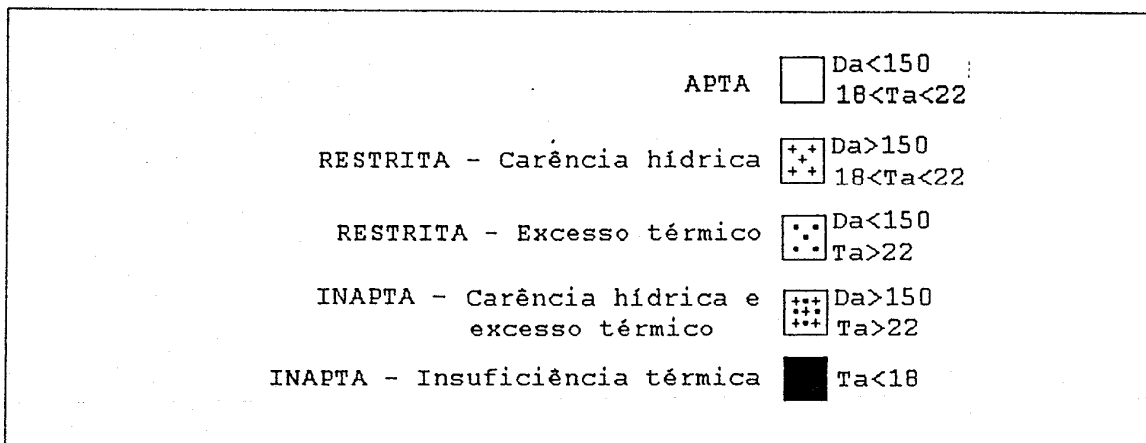 APTA Da<150
18<Ta<22
RESTRITA - Carência hídrica Da>150
18<Ta<22
RESTRITA - Excesso térmico Da<150
Ta>22
INAPTA - Carência hídrica e Da>150
excesso térmico Ta>22
INAPTA - Insuficiência térmica Ta<18